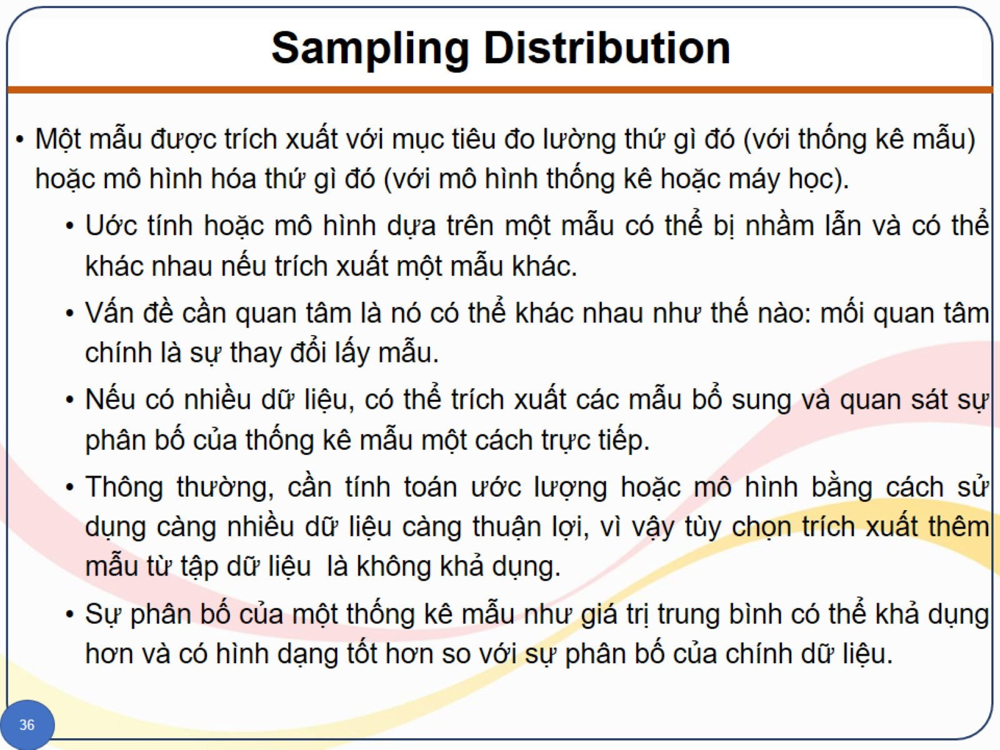 Sampling Distribution
• Một mẫu được trích xuất với mục tiêu đo lường thứ gì đó (với thống kê mẫu)
hoặc mô hình hóa thứ gì đó (với mô hình thống kê hoặc máy học).
• Uớc tính hoặc mô hình dựa trên một mẫu có thể bị nhầm lẫn và có thể
khác nhau nếu trích xuất một mẫu khác.
• Vấn đề cần quan tâm là nó có thể khác nhau như thế nào: mối quan tâm
chính là sự thay đổi lấy mẫu.
• Nếu có nhiều dữ liệu, có thể trích xuất các mẫu bổ sung và quan sát sự
phân bố của thống kê mẫu một cách trực tiếp.
• Thông thường, cần tính toán ước lượng hoặc mô hình bằng cách sử
dụng càng nhiều dữ liệu càng thuận lợi, vì vậy tùy chọn trích xuất thêm
mẫu từ tập dữ liệu là không khả dụng.
• Sự phân bố của một thống kê mẫu như giá trị trung bình có thể khả dụng
hơn và có hình dạng tốt hơn so với sự phân bố của chính dữ liệu.
36